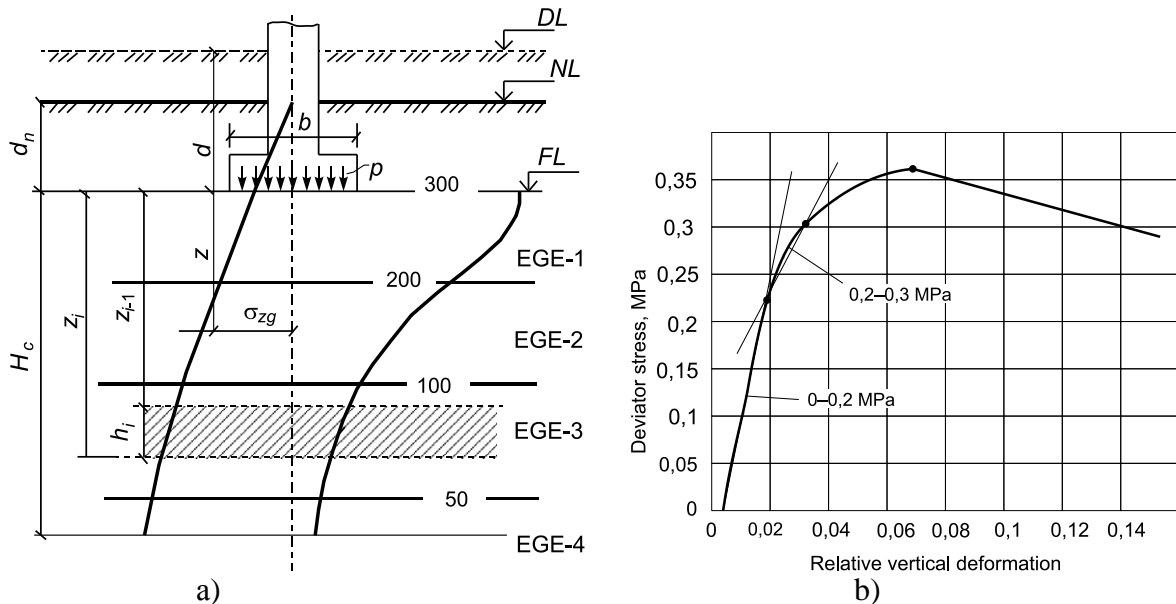 DL
NL
d_n
d
b
p
FL
300
z
EGE-1
200
z_i
z_{i-1}
σ_zg
EGE-2
H_c
100
h_i
EGE-3
50
EGE-4
a)
Deviator stress, MPa
0,35
0,3
0,25
0,2
0,15
0,1
0,05
0
0,2–0,3 MPa
0–0,2 MPa
0 0,02 0,04 0,06 0,08 0,1 0,12 0,14
Relative vertical deformation
b)